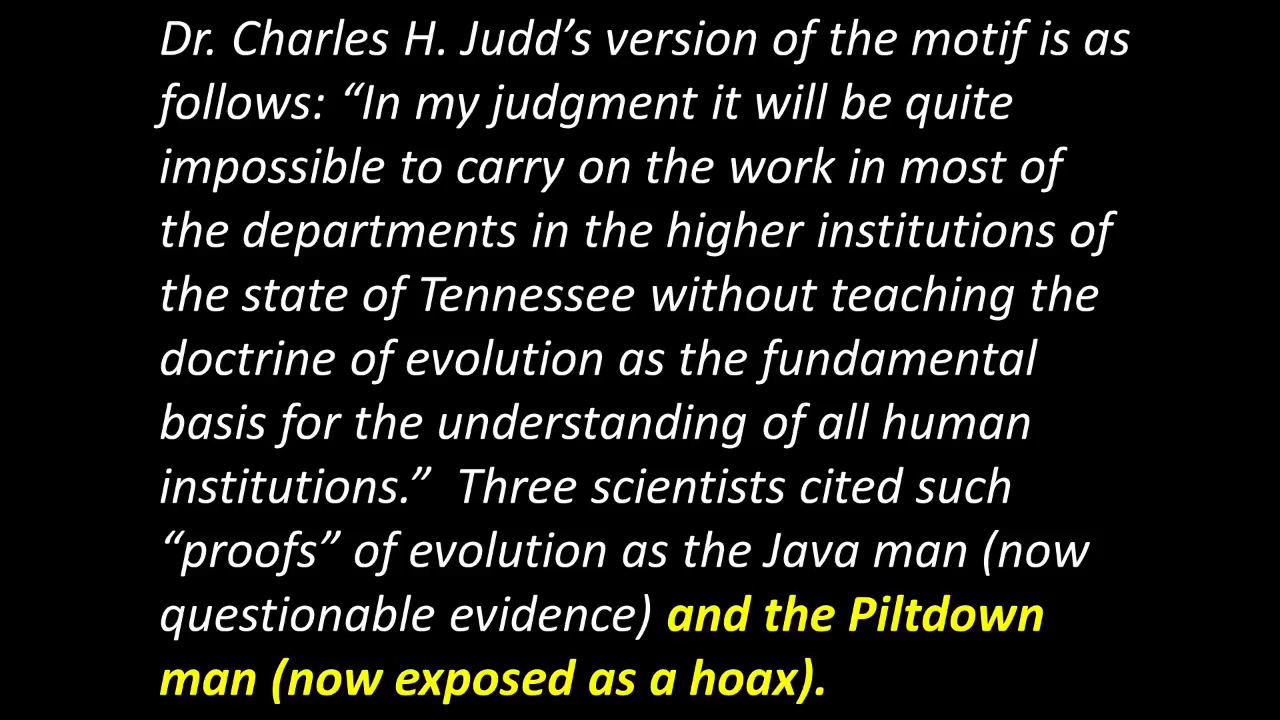 Dr. Charles H. Judd’s version of the motif is as
follows: “In my judgment it will be quite
impossible to carry on the work in most of
the departments in the higher institutions of
the state of Tennessee without teaching the
doctrine of evolution as the fundamental
basis for the understanding of all human
institutions.”  Three scientists cited such
“proofs” of evolution as the Java man (now
questionable evidence) and the Piltdown
man (now exposed as a hoax).